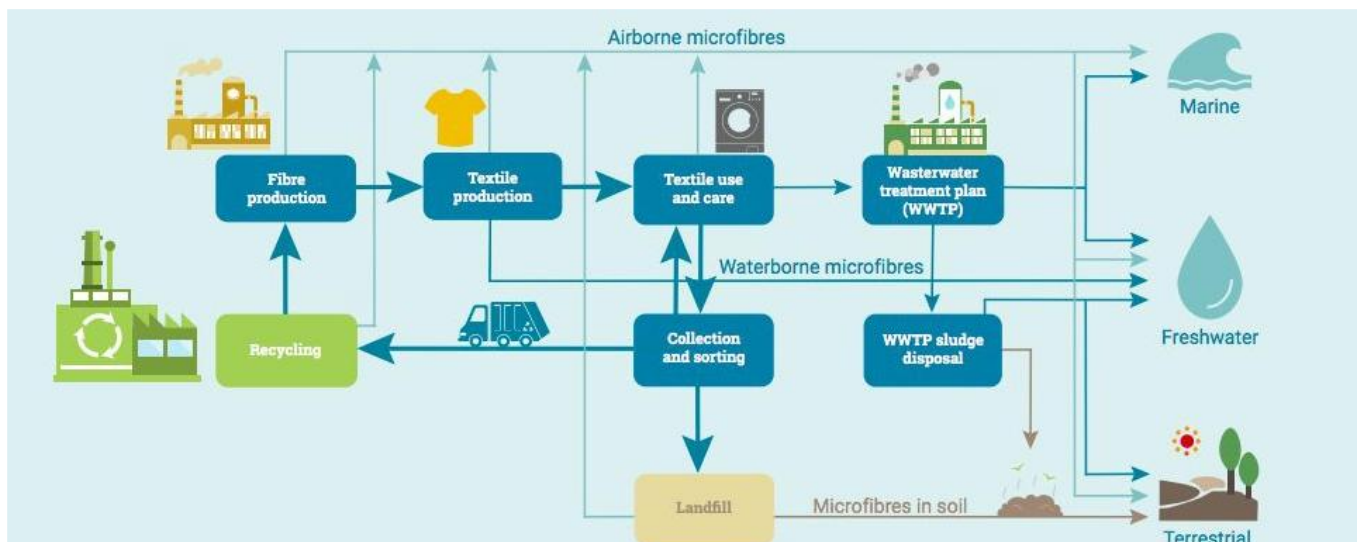 Airborne microfibres
Marine
Fibre
production
Textile
production
Textile use
and care
Wasterwater
treatment plan
(WWTP)
Waterborne microfibres
Freshwater
Recycling
Collection
and sorting
WWTP sludge
disposal
Landfill
Microfibres in soil
Terrestrial